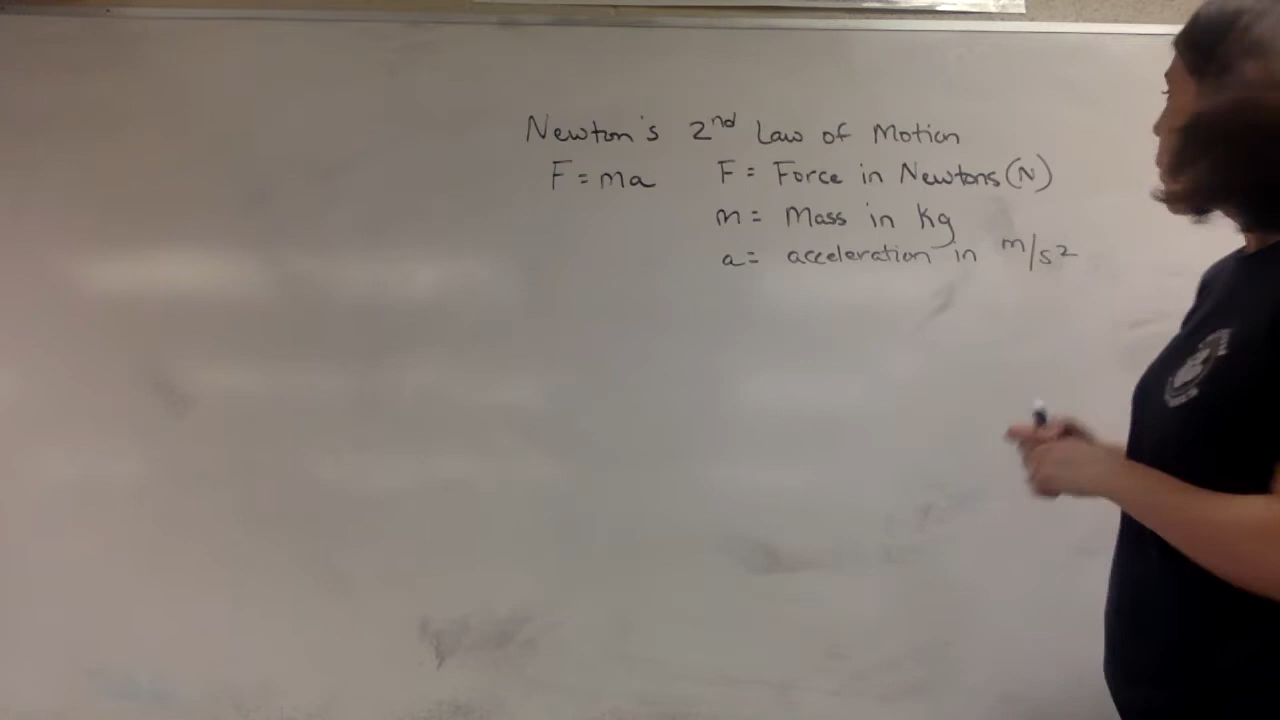 Newton's 2nd Law of Motion
F = ma F = Force in Newtons (N)
m = Mass in Kg
a = acceleration in m/s2